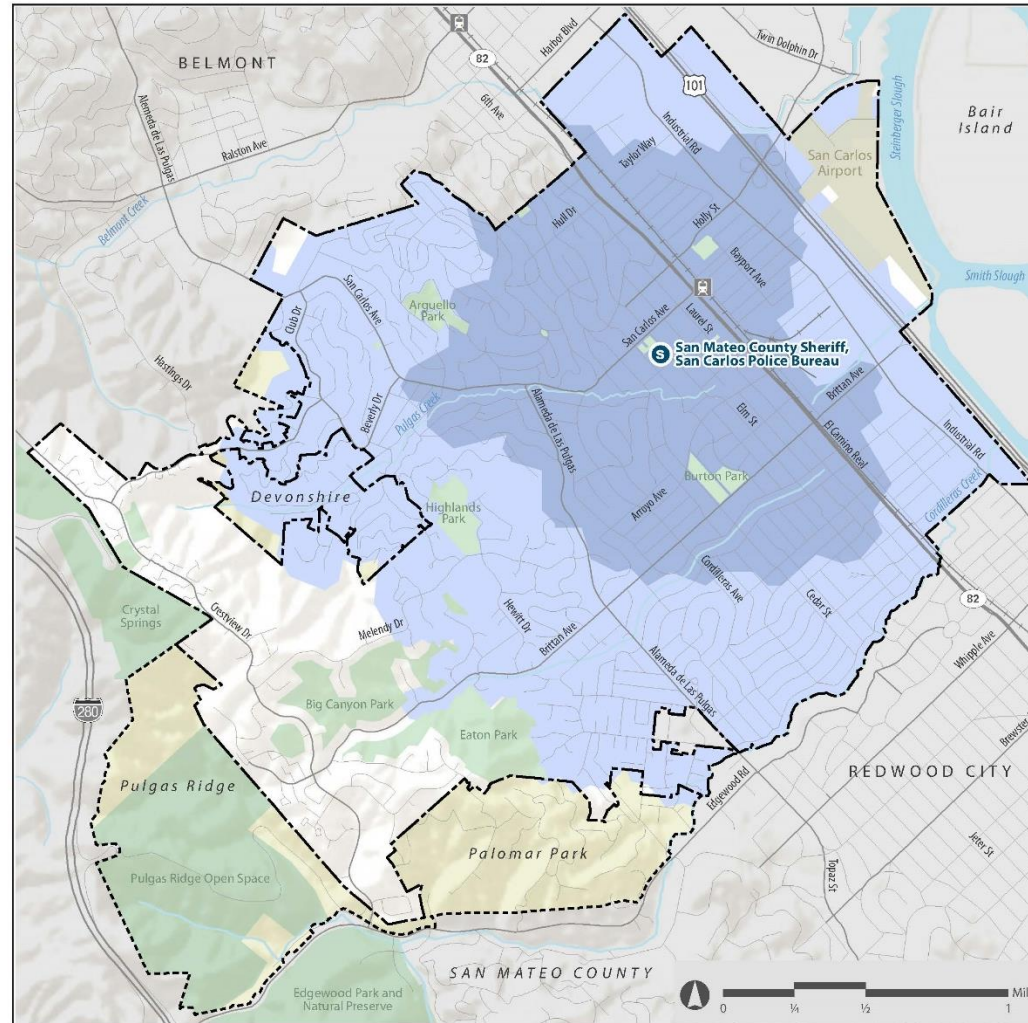 BELMONT
82
Harbor Blvd
Twin Dolphin Dr
101
6th Ave
Alameda de Las Pulgas
Ralston Ave
Belmont Creek
Industrial Rd
Taylor Way
San Carlos
Airport
Steinberger Slough
Bair
Island
Hull Dr
Holly St
Bayport Ave
Smith Slough
San Carlos Ave
Arguello
Park
Club Dr
San Carlos Ave
Laurel St
S
San Mateo County Sheriff,
San Carlos Police Bureau
Hastings Dr
Beverly Dr
Pulgas Creek
Alameda de Las Pulgas
Elm St
Brittan Ave
El Camino Real
Industrial Rd
Burton Park
Devonshire
Highlands
Park
Arroyo Ave
Cordilleras Creek
Crystal
Springs
Crestview Dr
Melendy Dr
Hewitt Dr
Brittan Ave
Cordilleras Ave
Cedar St
82
Whipple Ave
280
Big Canyon Park
Eaton Park
Alameda de Las Pulgas
Brewster
Pulgas Ridge
Edgewood Rd
REDWOOD CITY
Palomar Park
Jeter St
Pulgas Ridge Open Space
Topaz St
SAN MATEO COUNTY
Edgewood Park and
Natural Preserve
0 ¼ ½ 1 Mil